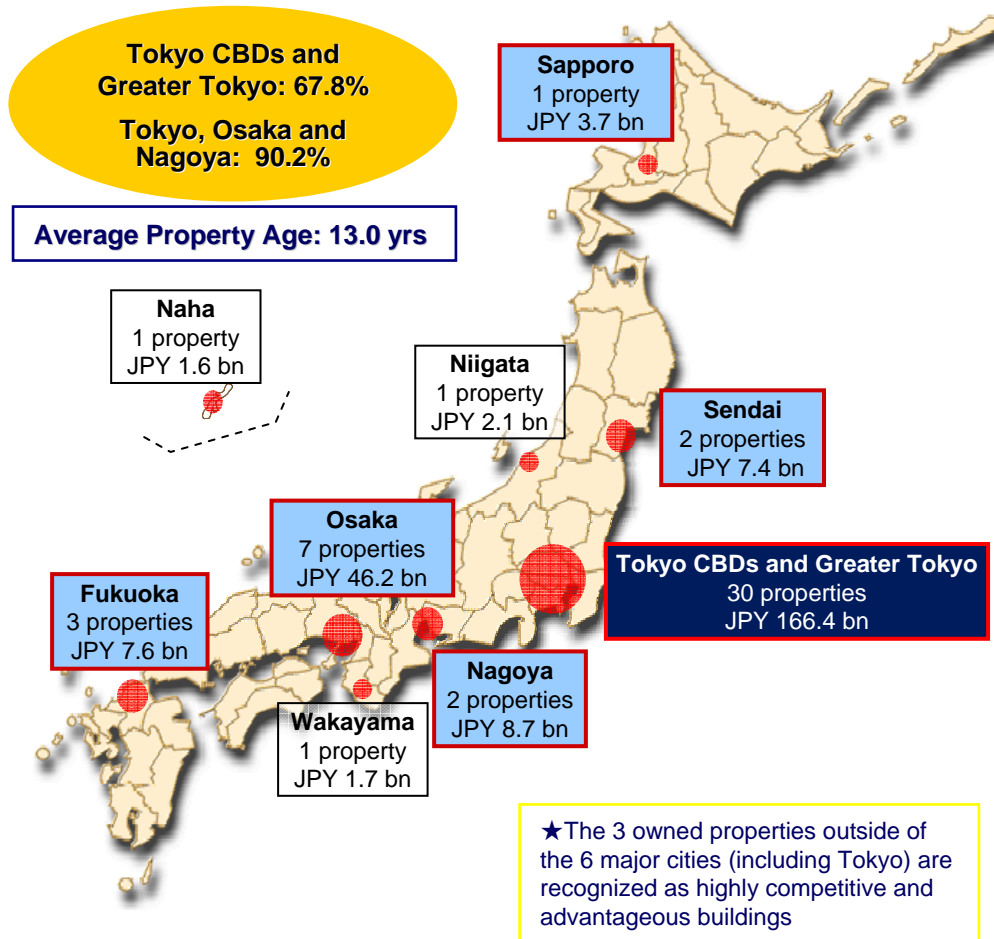 Tokyo CBDs and
Greater Tokyo: 67.8%
Tokyo, Osaka and
Nagoya: 90.2%
Average Property Age: 13.0 yrs
Sapporo
1 property
JPY 3.7 bn
Naha
1 property
JPY 1.6 bn
Niigata
1 property
JPY 2.1 bn
Sendai
2 properties
JPY 7.4 bn
Osaka
7 properties
JPY 46.2 bn
Tokyo CBDs and Greater Tokyo
30 properties
JPY 166.4 bn
Fukuoka
3 properties
JPY 7.6 bn
Nagoya
2 properties
JPY 8.7 bn
Wakayama
1 property
JPY 1.7 bn
★The 3 owned properties outside of
the 6 major cities (including Tokyo) are
recognized as highly competitive and
advantageous buildings